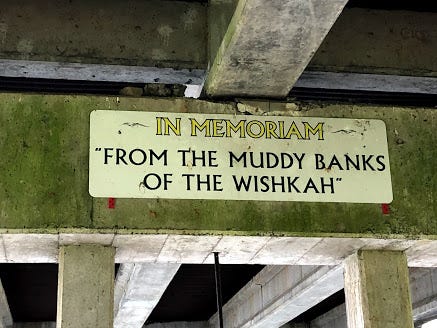 IN MEMORIAM
"FROM THE MUDDY BANKS
OF THE WISHKAH"